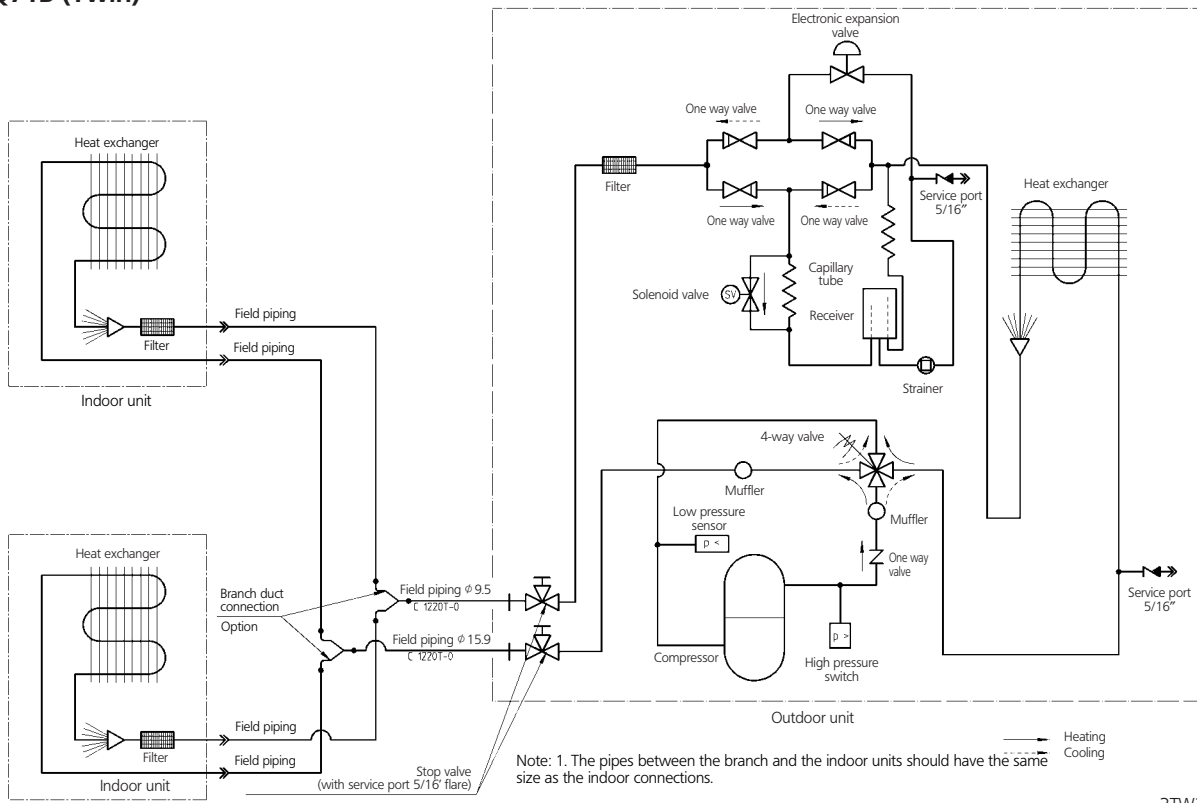 Electronic expansion
valve
One way valve
One way valve
Heat exchanger
Filter
Service port
5/16″
Heat exchanger
One way valve
One way valve
Capillary
tube
Solenoid valve
SV
Receiver
Field piping
Filter
Field piping
Strainer
Indoor unit
4-way valve
Muffler
Muffler
Low pressure
sensor
p <
Heat exchanger
One way
valve
Branch duct
connection
Option
Field piping ϕ 9.5
C 1220T-0
Service port
5/16″
Field piping ϕ 15.9
C 1220T-0
Compressor
p >
High pressure
switch
Outdoor unit
Field piping
Filter
Field piping
Indoor unit
Stop valve
(with service port 5/16′ flare)
Note: 1. The pipes between the branch and the indoor units should have the same
size as the indoor connections.
Heating
Cooling